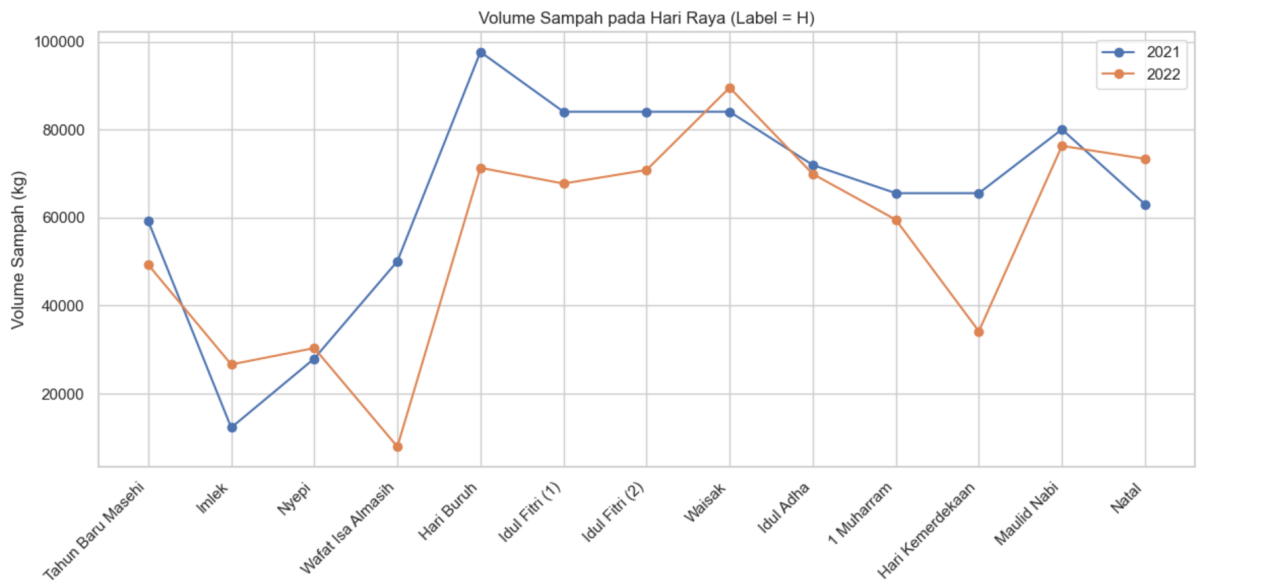 Volume Sampah pada Hari Raya (Label = H)
100000
80000
60000
40000
20000
Volume Sampah (kg)
2021
2022
Tahun Baru Masehi
Imlek
Nyepi
Wafat Isa Almasih
Hari Buruh
Idul Fitri (1)
Idul Fitri (2)
Waisak
Idul Adha
1 Muharram
Hari Kemerdekaan
Maulid Nabi
Natal